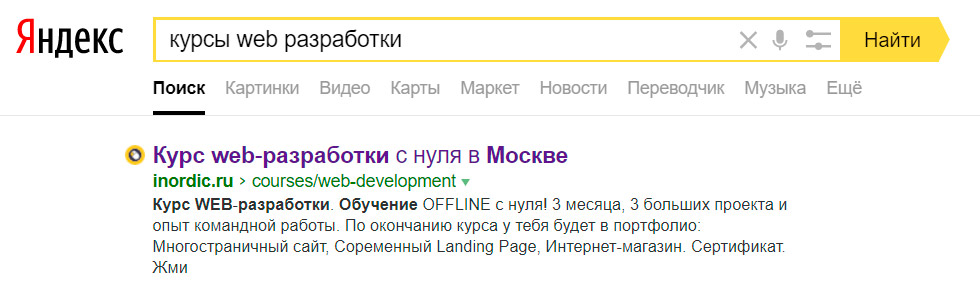 Яндекс
курсы web разработки
Найти
Поиск Картинки Видео Карты Маркет Новости Переводчик Музыка Ещё
Курс web-разработки с нуля в Москве
inordic.ru › courses/web-development
Курс WEB-разработки. Обучение OFFLINE с нуля! 3 месяца, 3 больших проекта и
опыт командной работы. По окончанию курса у тебя будет в портфолио:
Многостраничный сайт, Соременный Landing Page, Интернет-магазин. Сертификат.
Жми